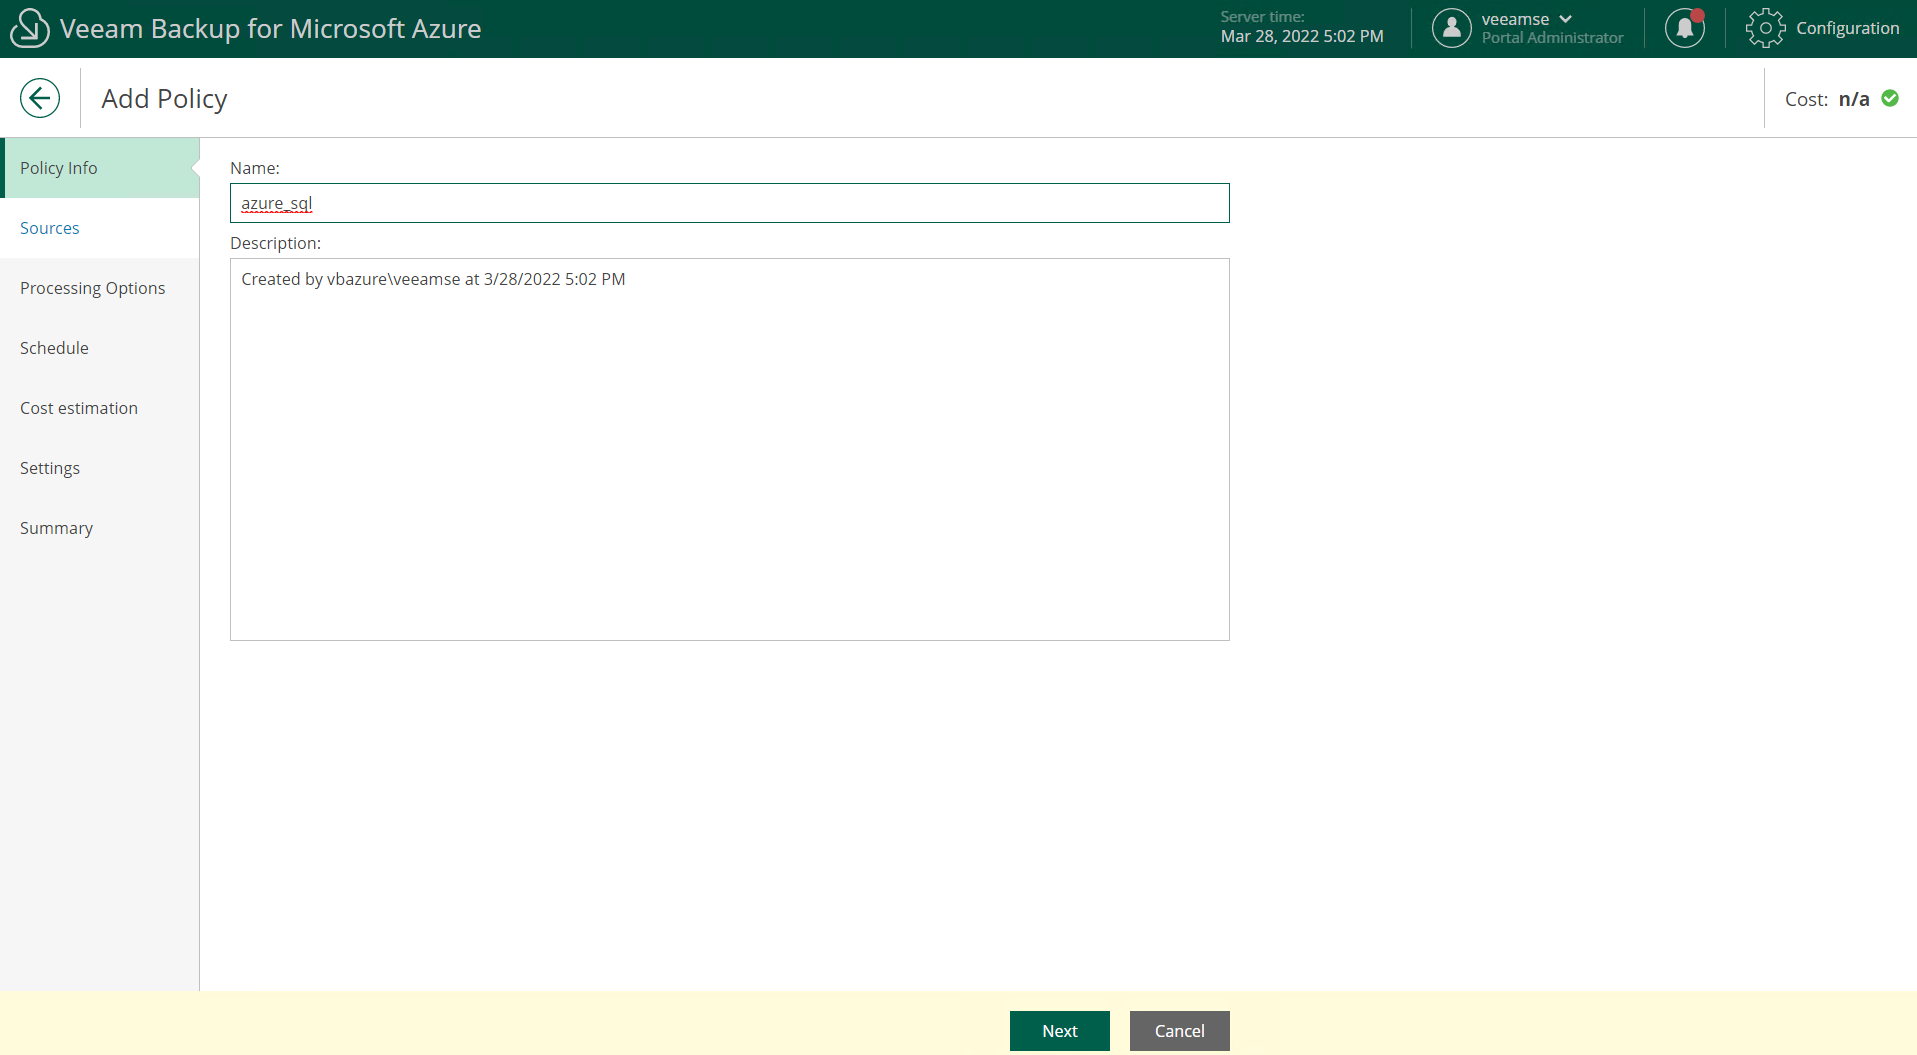 Veeam Backup for Microsoft Azure
Server time:
Mar 28, 2022 5:02 PM
veeamse
Portal Administrator
Configuration
Add Policy
Cost: n/a
Policy Info
Sources
Processing Options
Schedule
Cost estimation
Settings
Summary
Name:
azure_sql
Description:
Created by vbazure\veeamse at 3/28/2022 5:02 PM
Next
Cancel